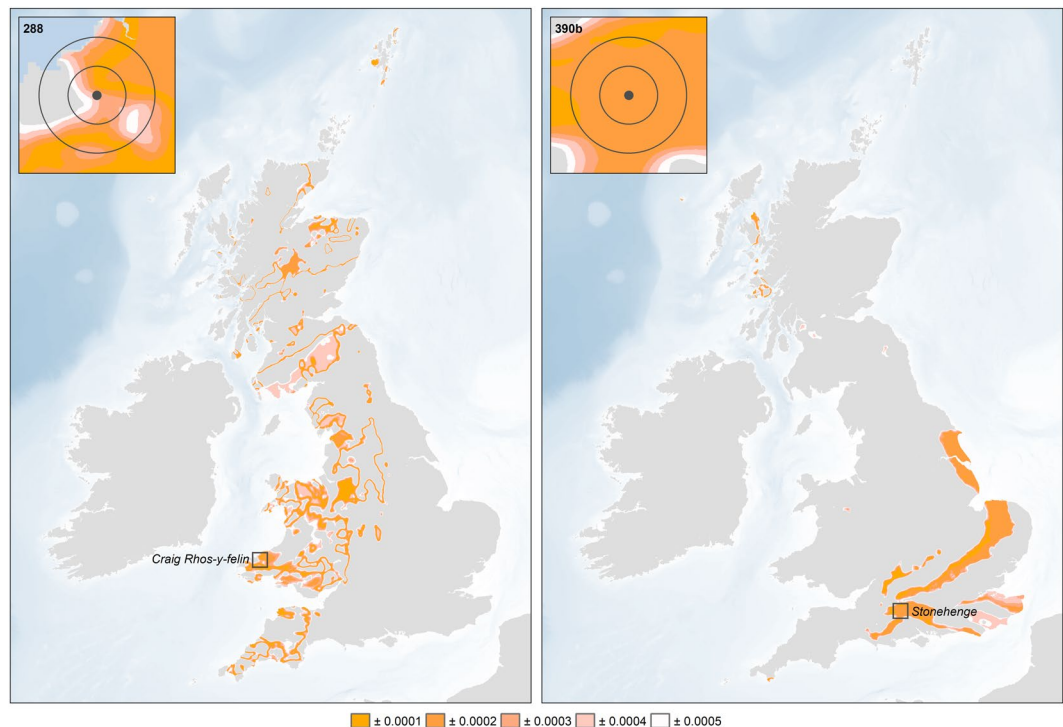 288
390b
Craig Rhos-y-felin
Stonehenge
± 0.0001 ± 0.0002 ± 0.0003 ± 0.0004 ± 0.0005